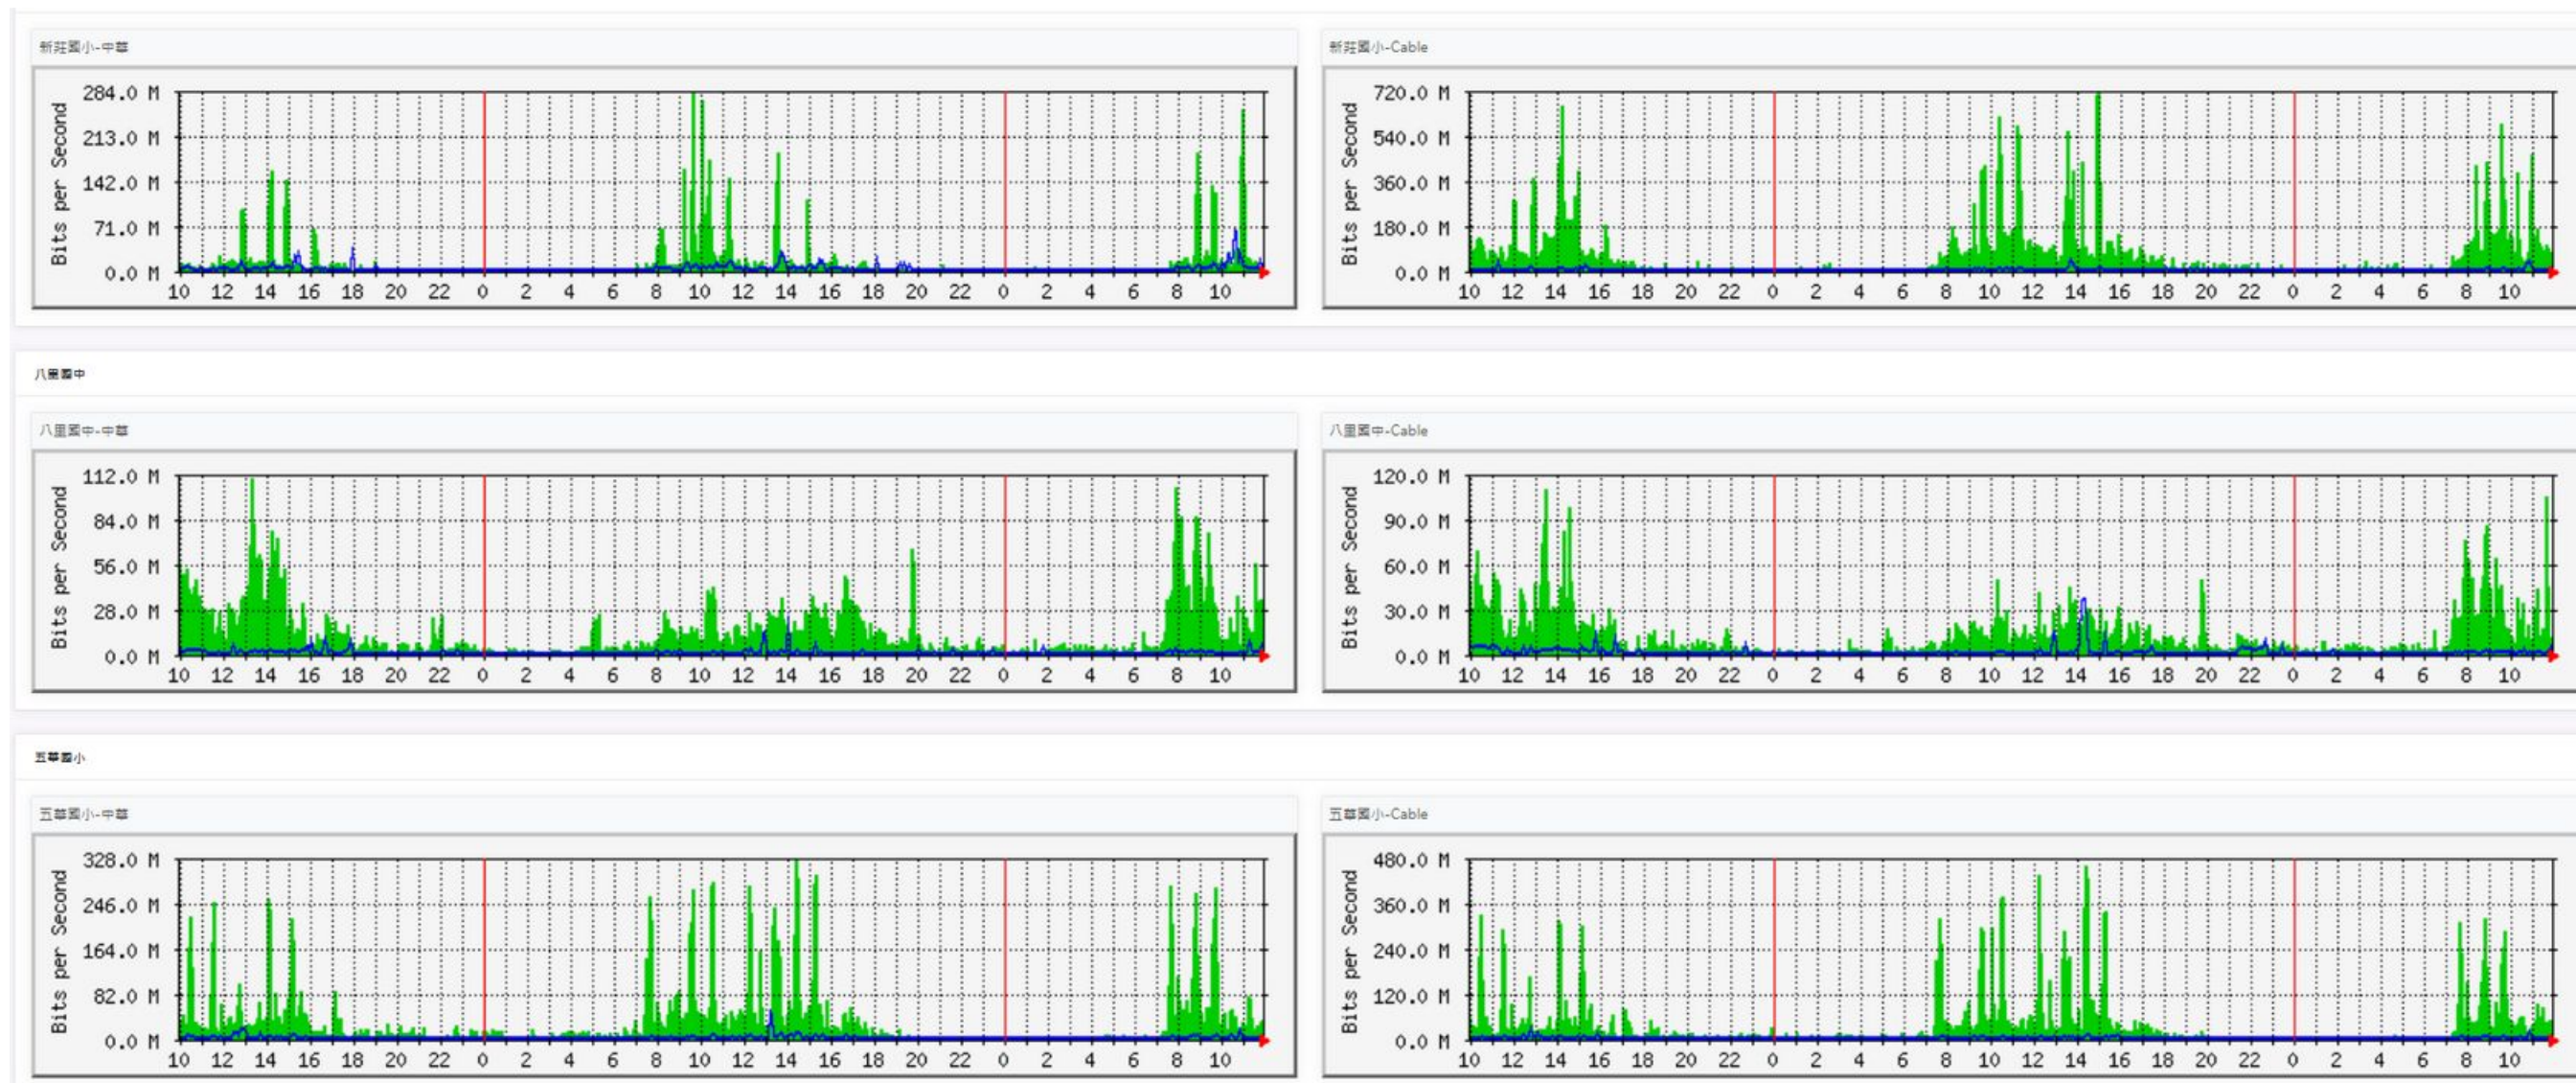 新莊國小-中華
新莊國小-Cable
Bits per Second
284.0 M
213.0 M
142.0 M
71.0 M
0.0 M
10 12 14 16 18 20 22 0 2 4 6 8 10 12 14 16 18 20 22 0 2 4 6 8 10
Bits per Second
720.0 M
540.0 M
360.0 M
180.0 M
0.0 M
10 12 14 16 18 20 22 0 2 4 6 8 10 12 14 16 18 20 22 0 2 4 6 8 10
八里國中
八里國中-中華
八里國中-Cable
Bits per Second
112.0 M
84.0 M
56.0 M
28.0 M
0.0 M
10 12 14 16 18 20 22 0 2 4 6 8 10 12 14 16 18 20 22 0 2 4 6 8 10
Bits per Second
120.0 M
90.0 M
60.0 M
30.0 M
0.0 M
10 12 14 16 18 20 22 0 2 4 6 8 10 12 14 16 18 20 22 0 2 4 6 8 10
五華國小
五華國小-中華
五華國小-Cable
Bits per Second
328.0 M
246.0 M
164.0 M
82.0 M
0.0 M
10 12 14 16 18 20 22 0 2 4 6 8 10 12 14 16 18 20 22 0 2 4 6 8 10
Bits per Second
480.0 M
360.0 M
240.0 M
120.0 M
0.0 M
10 12 14 16 18 20 22 0 2 4 6 8 10 12 14 16 18 20 22 0 2 4 6 8 10